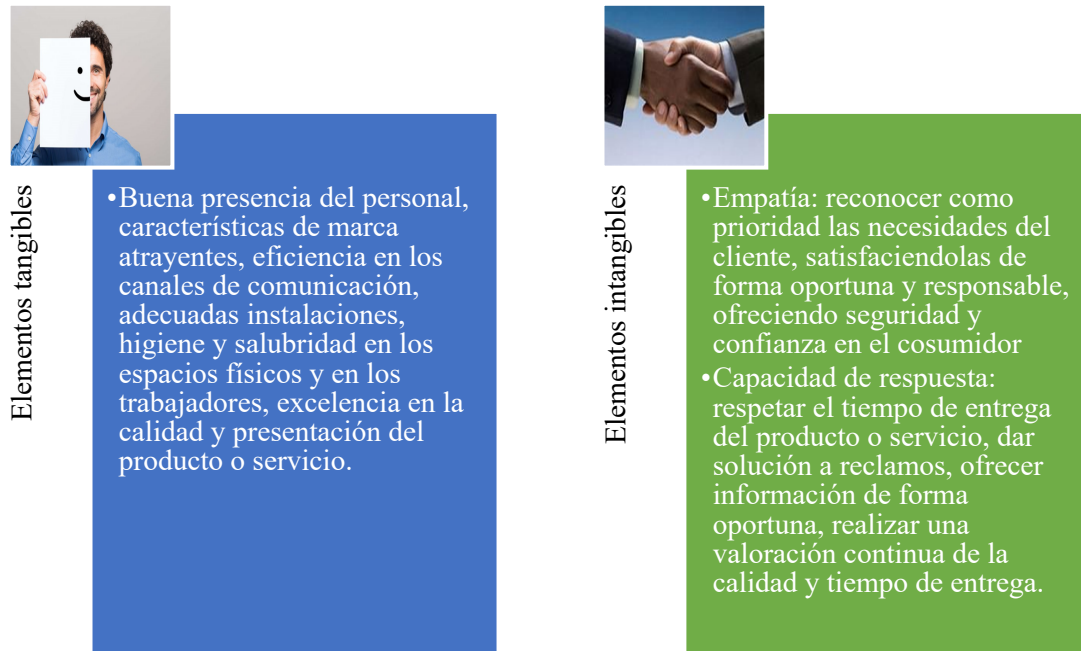 Elementos tangibles
•Buena presencia del personal,
características de marca
atrayentes, eficiencia en los
canales de comunicación,
adecuadas instalaciones,
higiene y salubridad en los
espacios físicos y en los
trabajadores, excelencia en la
calidad y presentación del
producto o servicio.
Elementos intangibles
•Empatía: reconocer como
prioridad las necesidades del
cliente, satisfaciendolas de
forma oportuna y responsable,
ofreciendo seguridad y
confianza en el cosumidor
•Capacidad de respuesta:
respetar el tiempo de entrega
del producto o servicio, dar
solución a reclamos, ofrecer
información de forma
oportuna, realizar una
valoración continua de la
calidad y tiempo de entrega.